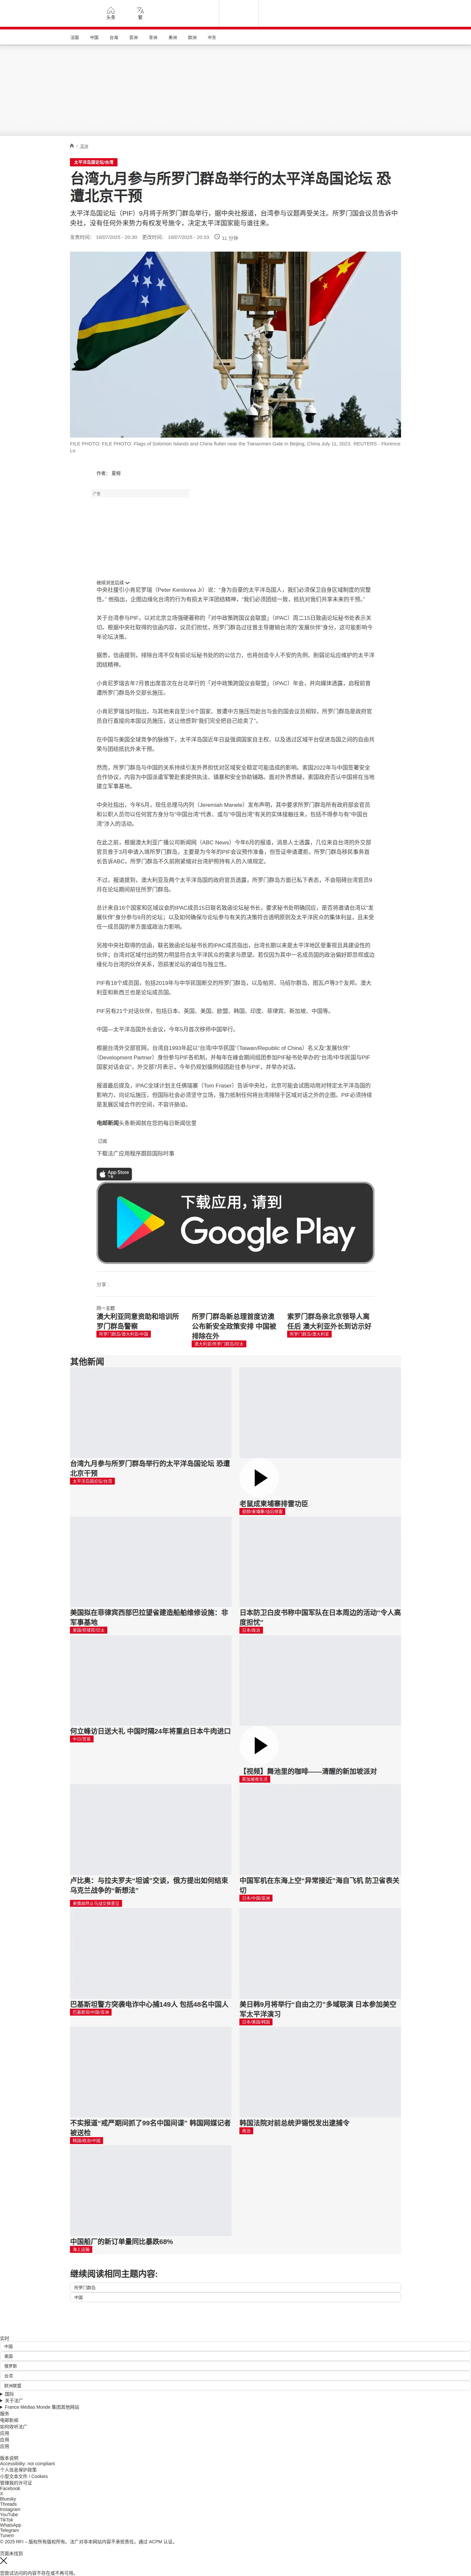 头条
繁
法国
中国
台海
亚洲
非洲
美洲
欧洲
中东
/ 亚洲
太平洋岛国论坛/台湾
台湾九月参与所罗门群岛举行的太平洋岛国论坛 恐
遭北京干预
太平洋岛国论坛（PIF）9月将于所罗门群岛举行，据中央社报道，台湾参与议题再受关注。所罗门国会议员告诉中
央社，没有任何外来势力有权发号施令，决定太平洋国家能与谁往来。
发表时间： 16/07/2025 - 20:30 更改时间： 16/07/2025 - 20:33 11 分钟
FILE PHOTO: FILE PHOTO: Flags of Solomon Islands and China flutter near the Tiananmen Gate in Beijing, China July 11, 2023. REUTERS - Florence
Lo
作者： 夏榕
广告
继续浏览后续
中央社援引小肯尼罗瑞（Peter Kenilorea Jr）说：“身为自豪的太平洋岛国人，我们必须保卫自身区域制度的完整
性。” 他指出，企图边缘化台湾的行为有损太平洋团结精神，“我们必须团结一致，抵抗对我们共享未来的干预。”
关于台湾参与PIF，以对北京立场强硬著称的「对中政策跨国议会联盟」（IPAC）周二15日致函论坛秘书处表示关
切。根据中央社取得的信函内容，议员们担忧，所罗门群岛过往曾主导撤销台湾的“发展伙伴”身分，这可能影响今
年论坛决策。
据悉，信函提到，排除台湾不仅有损论坛秘书处的的公信力，也将创造令人不安的先例，削弱论坛应维护的太平洋
团结精神。
小肯尼罗瑞去年7月曾出席首次在台北举行的「对中政策跨国议会联盟」（IPAC）年会，并向媒体透露，启程前曾
遭所罗门群岛外交部长施压。
小肯尼罗瑞当时指出，与其他来自至少6个国家、曾遭中方施压勿赴台与会的国会议员相较，所罗门群岛是政府官
员自行直接向本国议员施压，这让他感到“我们完全把自己给卖了”。
在中国与美国全球竞争的脉络下，太平洋岛国近年日益强调国家自主权、以及透过区域平台促进岛国之间的自由共
荣与团结抵抗外来干预。
然而，所罗门群岛与中国的关系持续引发外界担忧对区域安全稳定可能造成的影响。索国2022年与中国签署安全
合作协议，内容为中国派遣军警赴索提供执法、镇暴和安全协助铺路。面对外界质疑，索国政府否认中国将在当地
建立军事基地。
中央社指出，今年5月，现任总理马内列（Jeremiah Manele）发布声明，其中要求所罗门群岛所有政府部会官员
和公职人员勿以任何官方身分与“中国台湾”代表、或与“中国台湾”有关的实体接触往来，包括不得参与有“中国台
湾”涉入的活动。
在此之前，根据澳大利亚广播公司新闻网（ABC News）今年6月的报道，消息人士透露，几位来自台湾的外交部
官员曾于3月申请入境所罗门群岛，主要是为今年的PIF会议预作准备，但签证申请遭拒。所罗门群岛移民事务首
长告诉ABC，所罗门群岛不久前刚紧缩对台湾护照持有人的入境规定。
不过，报道提到，澳大利亚及两个太平洋岛国的政府官员透露，所罗门群岛方面已私下表态，不会阻碍台湾官员9
月在论坛期间前往所罗门群岛。
总计来自16个国家和区域议会的IPAC成员15日联名致函论坛秘书长，要求秘书处明确回应，是否将邀请台湾以“发
展伙伴”身分参与9月的论坛；以及如何确保与论坛参与有关的决策符合透明原则及太平洋民众的集体利益，且未受
任一成员国的单方面或政治力影响。
另按中央社取得的信函，联名致函论坛秘书长的IPAC成员指出，台湾长期以来是太平洋地区受重视且具建设性的
伙伴；台湾对区域付出的努力明显符合太平洋民众的需求与愿望。若仅因为其中一名成员国的政治偏好即忽视或边
缘化与台湾的伙伴关系，恐损害论坛的诚信与独立性。
PIF有18个成员国，包括2019年与中华民国断交的所罗门群岛，以及帕劳、马绍尔群岛、图瓦卢等3个友邦。澳大
利亚和新西兰也是论坛成员国。
PIF另有21个对话伙伴，包括日本、英国、美国、欧盟、韩国、印度、菲律宾、新加坡、中国等。
中国—太平洋岛国外长会议，今年5月首次移师中国举行。
根据台湾外交部官网，台湾自1993年起以“台湾/中华民国”（Taiwan/Republic of China）名义及“发展伙伴”
（Development Partner）身份参与PIF各机制，并每年在峰会期间组团参加PIF秘书处举办的“台湾/中华民国与PIF
国家对话会议”。外交部7月表示，今年仍规划循例组团赴往参与PIF，并举办对话。
报道最后提及，IPAC全球计划主任佛瑞塞（Tom Fraser）告诉中央社，北京可能会试图动用对特定太平洋岛国的
影响力，向论坛施压，但国际社会必须坚守立场，强力抵制任何将台湾排除于区域对话之外的企图。PIF必须持续
是发展区域合作的空间，不容许胁迫。
电邮新闻头条新闻就在您的每日新闻信里
订阅
下载法广应用程序跟踪国际时事
App Store
下载应用，请到
Google Play
分享 :
同一主题
澳大利亚同意资助和培训所
罗门群岛警察
所罗门群岛/澳大利亚/中国
所罗门群岛新总理首度访澳
公布新安全政策安排 中国被
排除在外
澳大利亚/所罗门群岛/印太
索罗门群岛亲北京领导人离
任后 澳大利亚外长到访示好
所罗门群岛/澳大利亚
其他新闻
台湾九月参与所罗门群岛举行的太平洋岛国论坛 恐遭
北京干预
太平洋岛国论坛/台湾
老鼠成柬埔寨排雷功臣
视频/柬埔寨/战后排雷
美国拟在菲律宾西部巴拉望省建造船舶维修设施：非
军事基地
美国/菲律宾/印太
日本防卫白皮书称中国军队在日本周边的活动“令人高
度担忧”
日本/政治
何立峰访日送大礼 中国时隔24年将重启日本牛肉进口
中日/贸易
【视频】舞池里的咖啡——清醒的新加坡派对
新加坡夜生活
卢比奥：与拉夫罗夫“坦诚”交谈，俄方提出如何结束
乌克兰战争的“新想法”
中国军机在东海上空“异常接近”海自飞机 防卫省表关
切
日本/中国/亚洲
巴基斯坦警方突袭电诈中心捕149人 包括48名中国人
巴基斯坦/中国/亚洲
美日韩9月将举行“自由之刃”多域联演 日本参加美空
军太平洋演习
日本/美国/韩国
不实报道“戒严期间抓了99名中国间谍” 韩国网媒记者
被送检
韩国/政治/中国
韩国法院对前总统尹锡悦发出逮捕令
政治
中国船厂的新订单量同比暴跌68%
海上运输
继续阅读相同主题内容:
所罗门群岛
中国
实时
中国
美国
俄罗斯
台湾
欧洲联盟
国际
关于法广
France Médias Monde 集团其他网站
服务
电邮新闻
如何收听法广
应用
应用
应用
版本说明
Accessibility: not compliant
个人信息保护政策
小型文本文件 / Cookies
管理我的许可证
Facebook
X
Bluesky
Threads
Instagram
YouTube
TikTok
WhatsApp
Telegram
TuneIn
© 2025 RFI – 版权所有版权所有。法广对非本网站内容不承担责任。通过 ACPM 认证。
页面未找到
您尝试访问的内容不存在或不再可用。